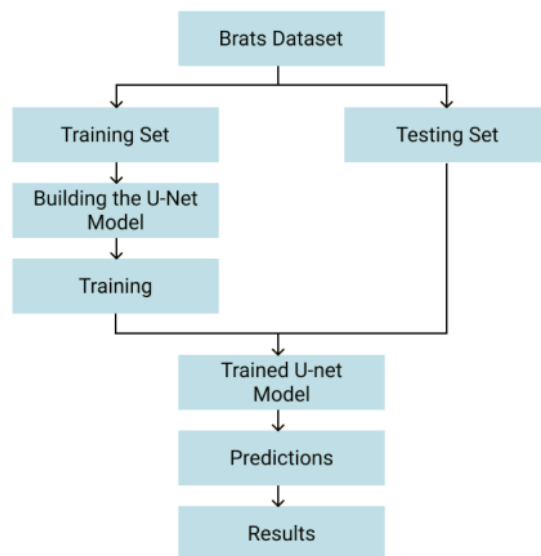 Brats Dataset
Training Set
Testing Set
Building the U-Net
Model
Training
Trained U-net
Model
Predictions
Results